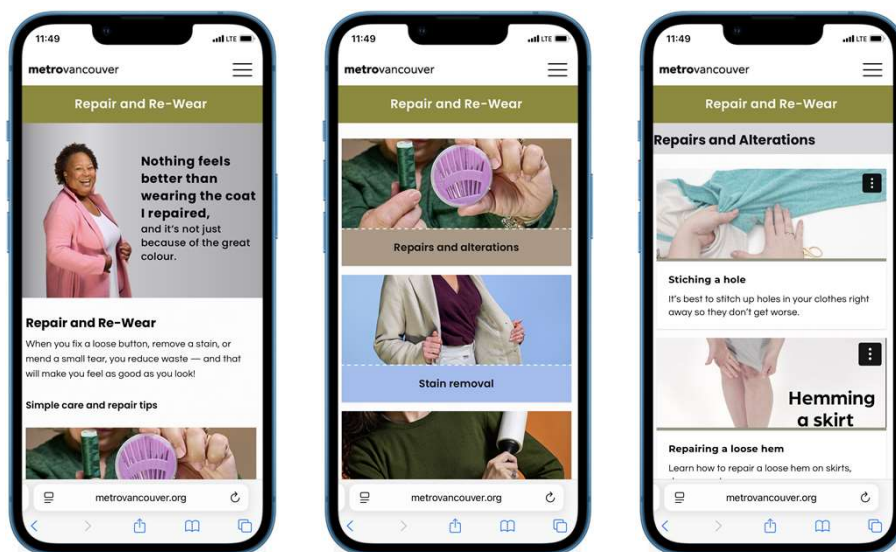 11:49
LTE
metrovancouver
Repair and Re-Wear
Nothing feels
better than
wearing the coat
I repaired,
and it's not just
because of the great
colour.
Repair and Re-Wear
When you fix a loose button, remove a stain, or
mend a small tear, you reduce waste — and that
will make you feel as good as you look!
Simple care and repair tips
metrovancouver.org
11:49
LTE
metrovancouver
Repair and Re-Wear
Repairs and alterations
Stain removal
metrovancouver.org
11:49
LTE
metrovancouver
Repair and Re-Wear
Repairs and Alterations
Stiching a hole
It's best to stitch up holes in your clothes right
away so they don't get worse.
Hemming
a skirt
Repairing a loose hem
Learn how to repair a loose hem on skirts,
metrovancouver.org